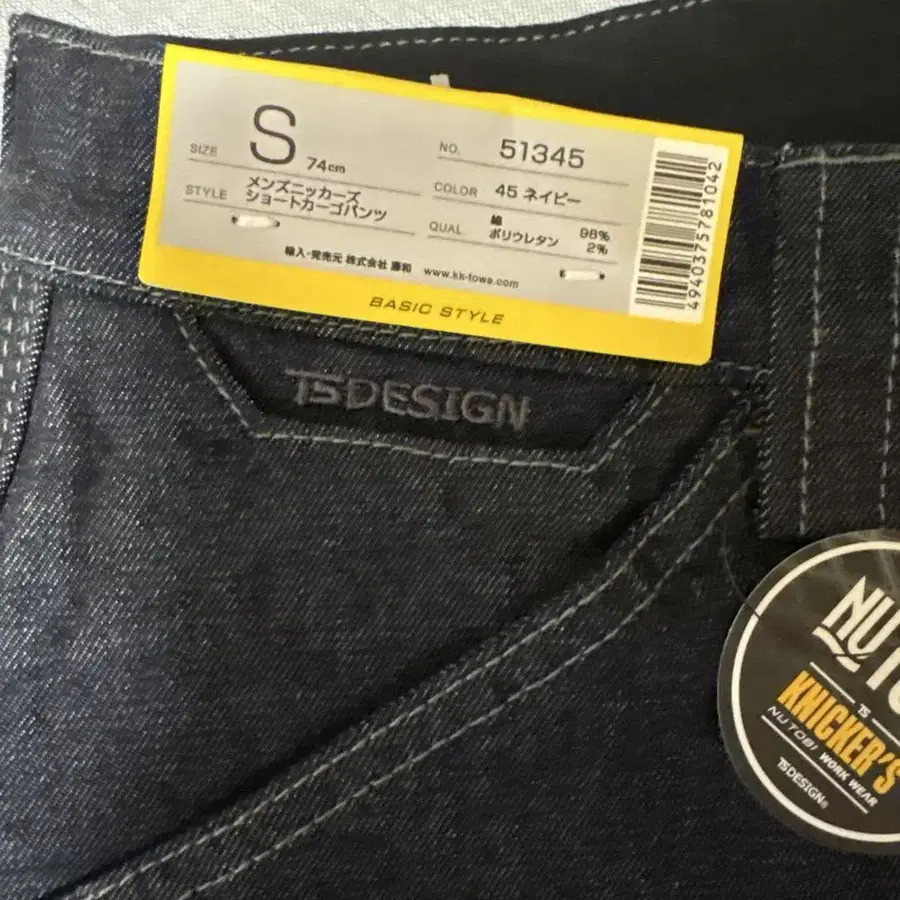 SIZE S 74cm
STYLE メンズニッカーズ
ショートカーゴパンツ
NO. 51345
COLOR 45 ネイビー
QUAL 綿 98%
ポリウレタン 2%
輸入・発売元 株式会社 藤和 www.kk-towa.com
BASIC STYLE
4940375781042
TSDESIGN
NU
TS
KNICKER'S
NU TOBI WORK WEAR
TSDESIGN®